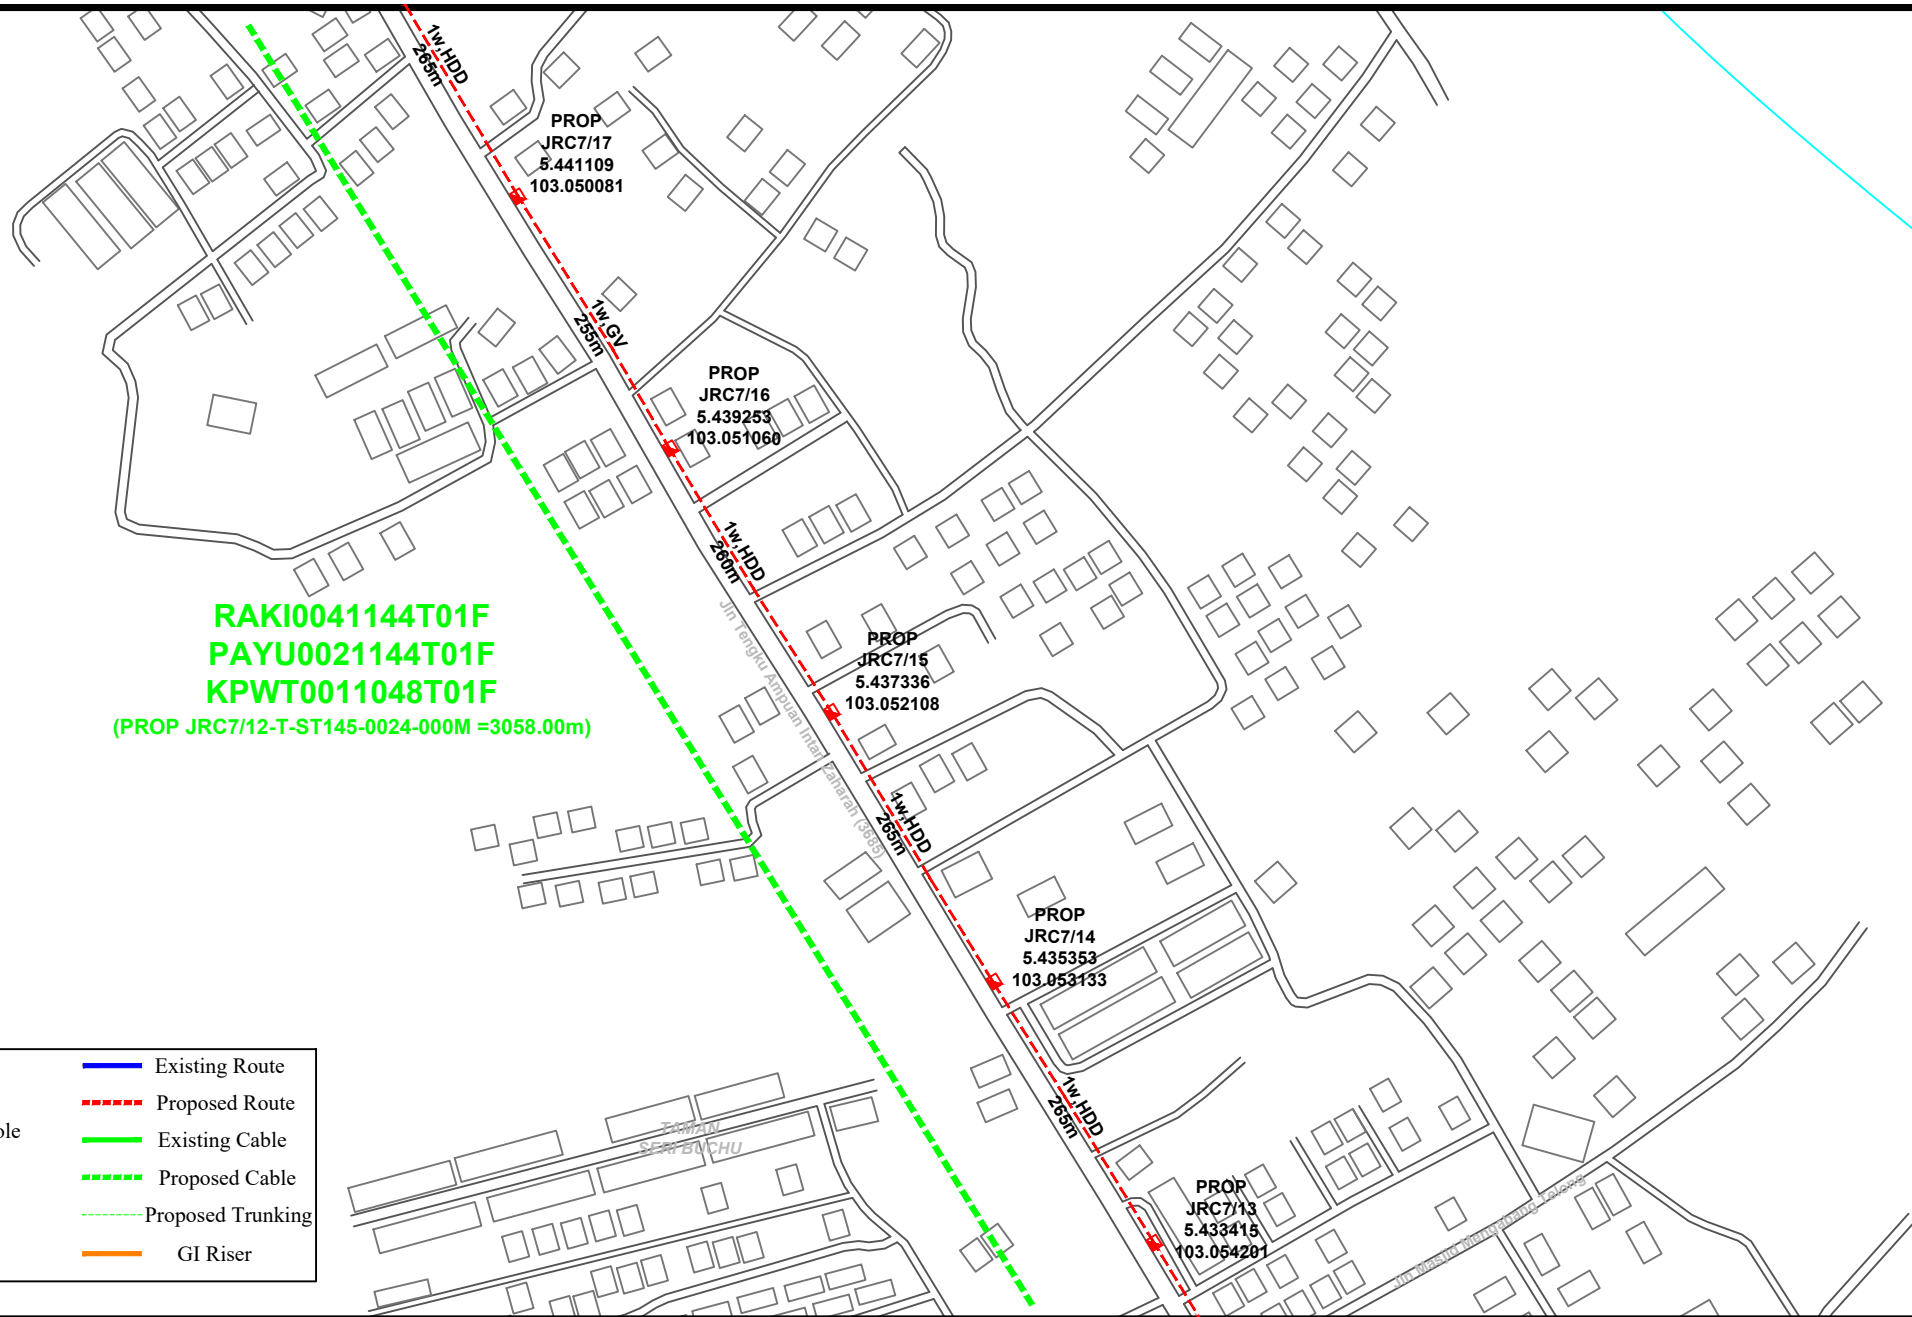 1w,HDD
265m
PROP
JRC7/17
5.441109
103.050081
1w,GV
255m
PROP
JRC7/16
5.439253
103.051060
1w,HDD
260m
Jln Tengku Ampuan Intan Zaharah (3685)
PROP
JRC7/15
5.437336
103.052108
RAKI0041144T01F
PAYU0021144T01F
KPWT0011048T01F
(PROP JRC7/12-T-ST145-0024-000M =3058.00m)
1w,HDD
265m
PROP
JRC7/14
5.435353
103.053133
1w,HDD
265m
TAMAN
SERI BUCHU
PROP
JRC7/13
5.433415
103.054201
Jln Masjid Mengabang Telong
Existing Route
Proposed Route
Existing Cable
Proposed Cable
Proposed Trunking
GI Riser